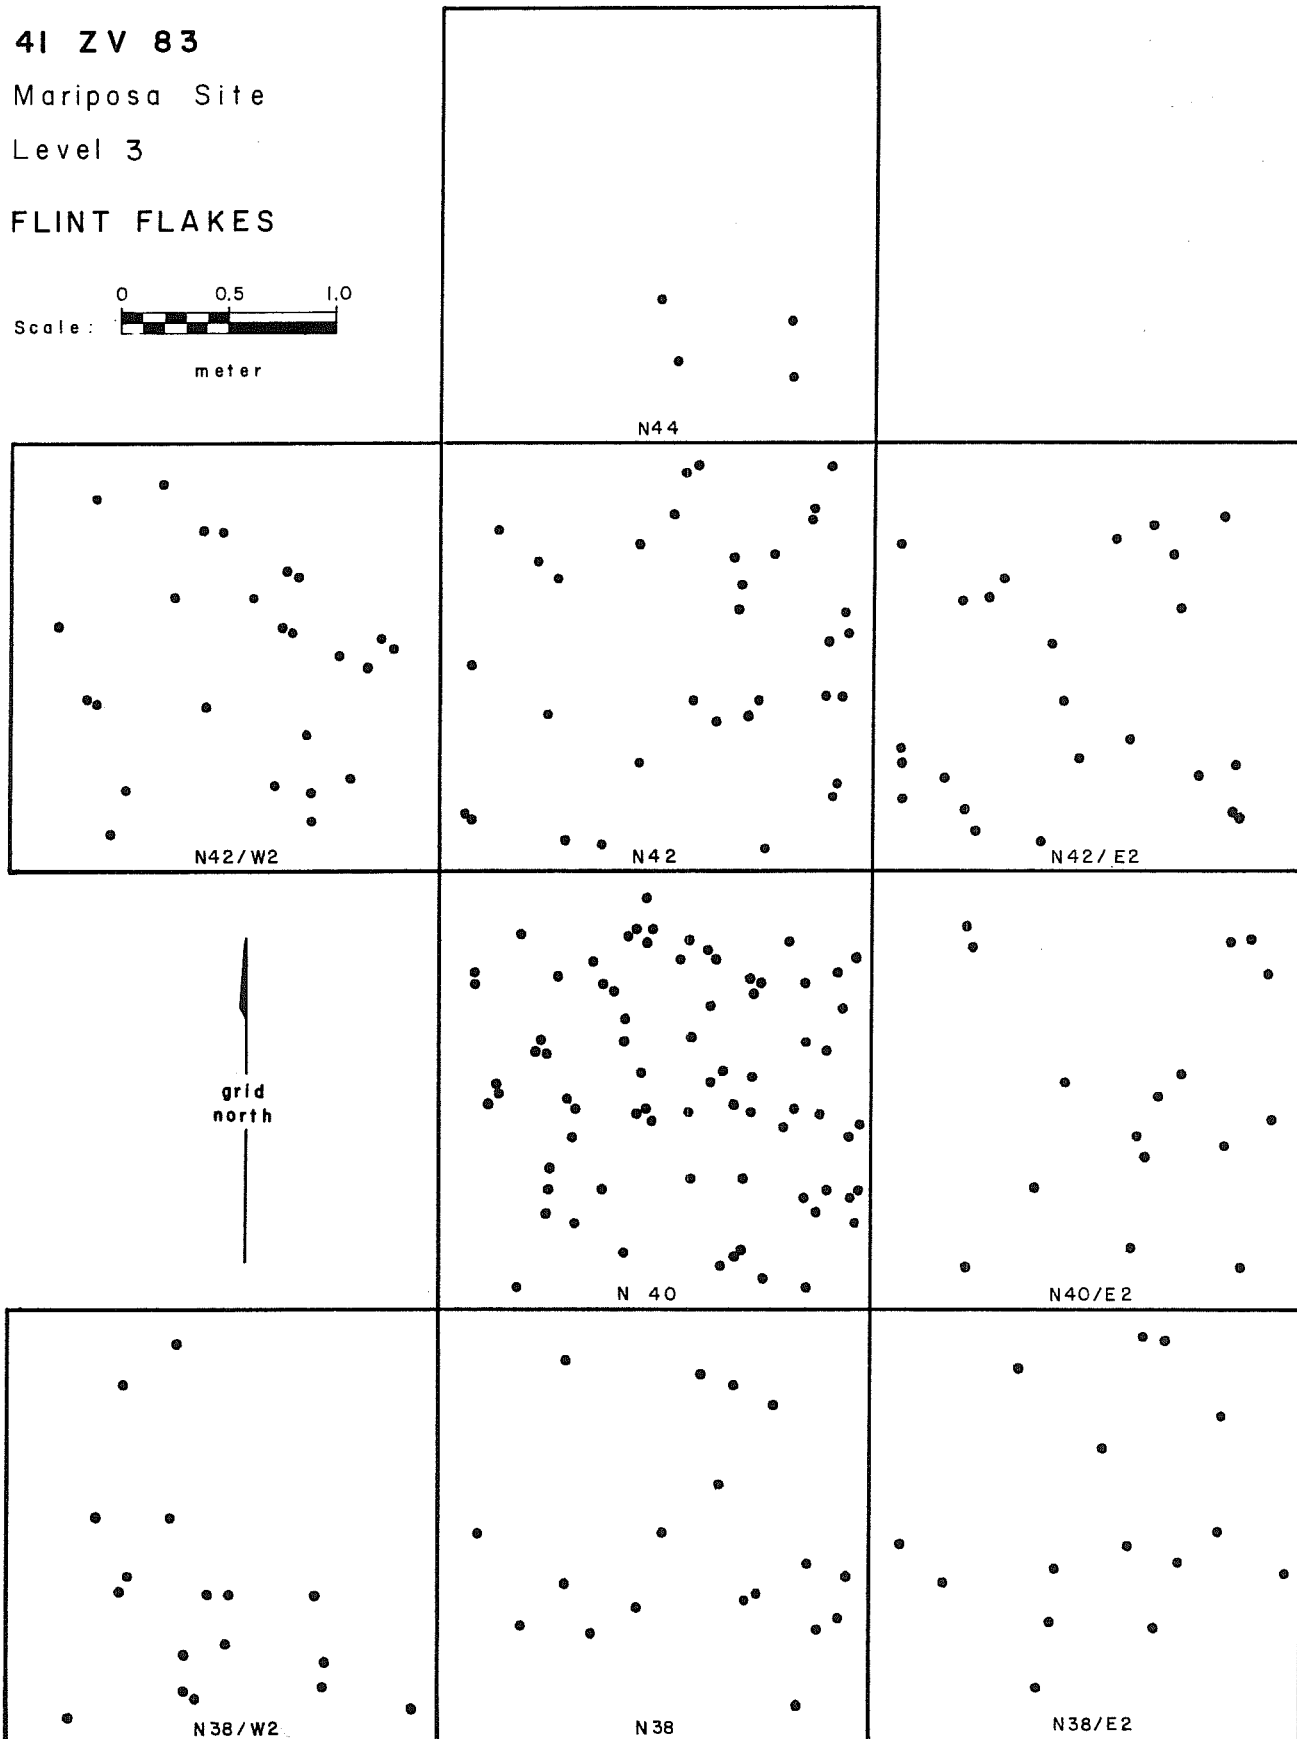 41 ZV 83
Mariposa Site
Level 3
FLINT FLAKES
0 0.5 1.0
Scale:
meter
N44
N42/W2
N42
N42/E2
grid
north
N 40
N40/E2
N38/W2
N38
N38/E2